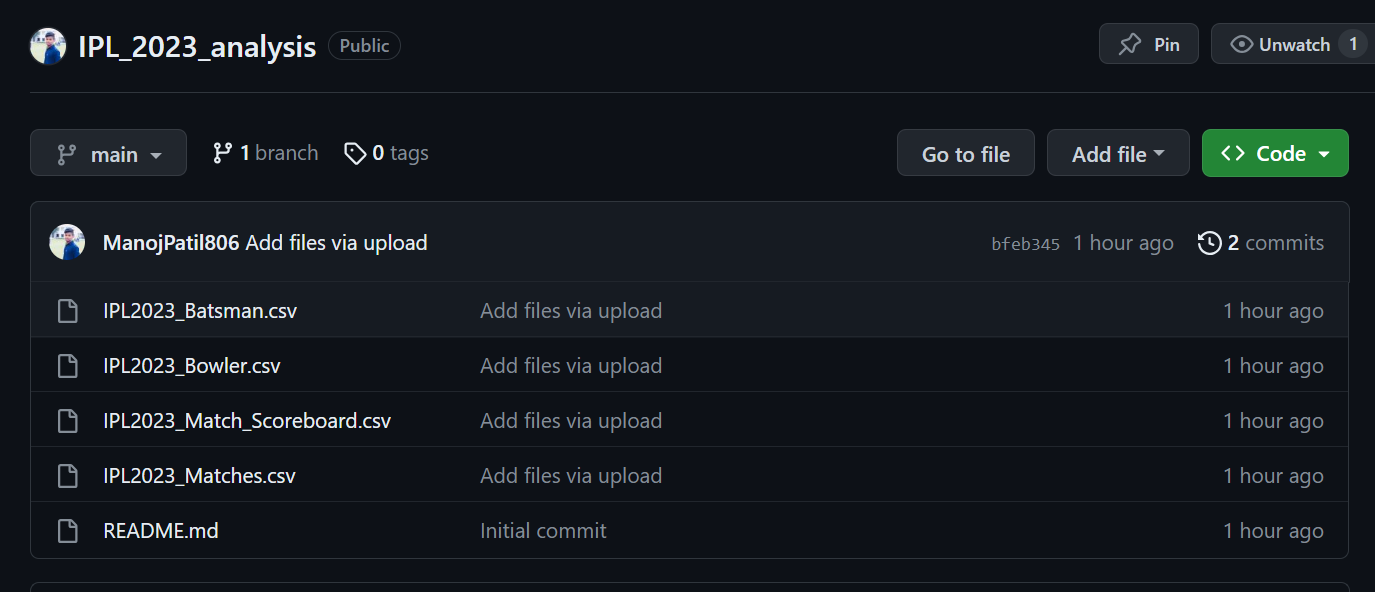 IPL_2023_analysis Public Pin Unwatch 1
main 1 branch 0 tags Go to file Add file <> Code
ManojPatil806 Add files via upload bfeb345 1 hour ago 2 commits
IPL2023_Batsman.csv Add files via upload 1 hour ago
IPL2023_Bowler.csv Add files via upload 1 hour ago
IPL2023_Match_Scoreboard.csv Add files via upload 1 hour ago
IPL2023_Matches.csv Add files via upload 1 hour ago
README.md Initial commit 1 hour ago